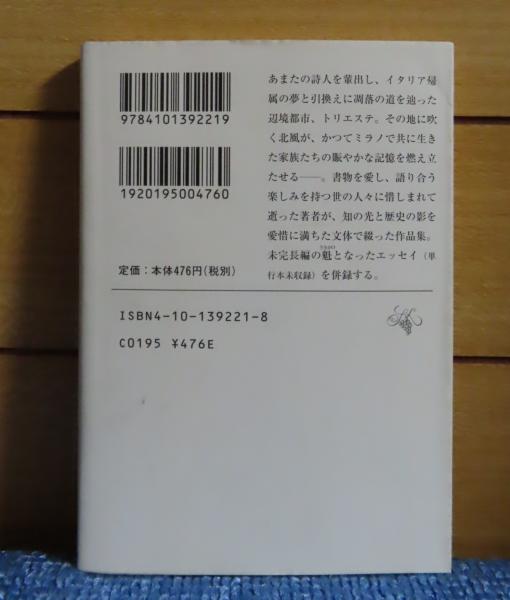 9784101392219
1920195004760
定価：本体476円（税別）
あまたの詩人を輩出し、イタリア帰
属の夢と引換えに凋落の道を辿った
辺境都市、トリエステ。その地に吹
く北風が、かつてミラノで共に生き
た家族たちの賑やかな記憶を燃え立
たせる――。書物を愛し、語り合う
楽しみを持つ世の人々に惜しまれて
逝った著者が、知の光と歴史の影を
愛惜に満ちた文体で綴った作品集。
未完長編の魁となったエッセイ（単
行本未収録）を併録する。
ISBN4-10-139221-8
C0195 ¥476E